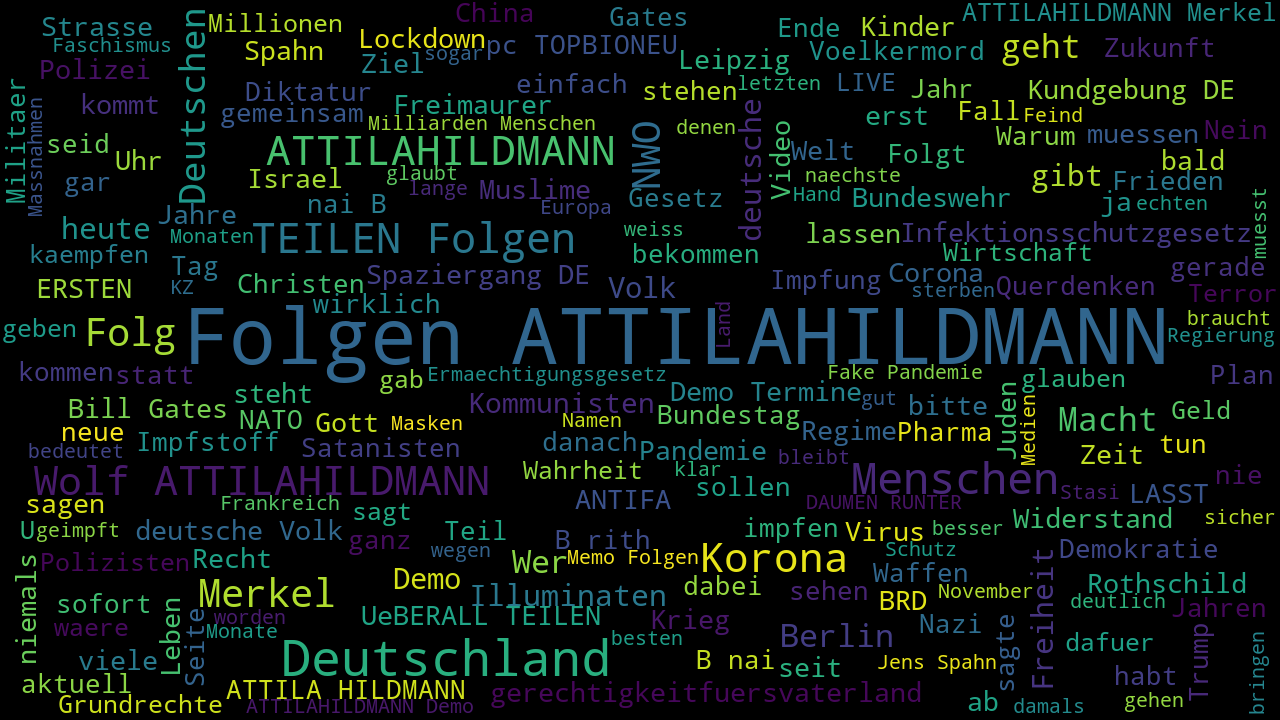 Strasse
Millionen
China
Gates
Ende
Kinder
ATTILAHILDMANN Merkel
Faschismus
Spahn
Lockdown
sogar
pc TOPBIONEU
Voelkermord
geht
Zukunft
Polizei
Deutschen
Ziel
Leipzig
Militaer
Massnahmen
kommt
Diktatur
einfach
stehen
letzten
LIVE
Jahr
Kundgebung DE
gemeinsam
Freimaurer
Milliarden Menschen
NWO
denen
deutsche
Video
erst
Fall
Feind
seid
Uhr
ATTILAHILDMANN
Welt
Folgt
Warum
muessen
Nein
gar
Israel
glaubt
lange
Muslime
naechste
gibt
bald
Frieden
Jahre
nai B
Europa
Gesetz
Hand
Bundeswehr
ja
echten
muesst
heute
Monaten
TEILEN Folgen
weiss
lassen
Infektionsschutzgesetz
kaempfen
Tag
bekommen
Wirtschaft
ERSTEN
KZ
Christen
Spaziergang DE
Volk
Impfung
Corona
gerade
wirklich
sterben
Querdenken
Terror
geben
Folg
Folgen ATTILAHILDMANN
Land
braucht
Regierung
kommen
statt
gab
Ermaechtigungsgesetz
Fake Pandemie
glauben
Plan
steht
Demo Termine
gut
Bill Gates
NATO
Gott
Masken
Kommunisten
Namen
Bundestag
bitte
Juden
Medien
Macht
Geld
neue
Impfstoff
Satanisten
danach
Pandemie
Regime
Pharma
Zeit
tun
bedeutet
Wahrheit
klar
bleibt
Wolf ATTILAHILDMANN
sollen
Menschen
Stasi
LASST
nie
sagen
Frankreich
ANTIFA
DAUMEN RUNTER
U
geimpft
deutsche Volk
sagt
Teil
impfen
Virus
besser
Widerstand
sicher
ganz
wegen
B rith
niemals
Polizisten
Recht
Wer
Memo Folgen
Korona
Schutz
Demokratie
Merkel
Demo
Illuminaten
dabei
sehen
Waffen
BRD
November
Freiheit
Rothschild
sofort
Leben
worden
deutlich
Jahren
waere
Seite
Monate
UeBERALL TEILEN
besten
Krieg
Berlin
Nazi
sagte
dafuer
viele
Deutschland
B nai
seit
Jens Spahn
Trump
bringen
aktuell
ATTILA HILDMANN
habt
Grundrechte
ATTILAHILDMANN Demo
gerechtigkeitfuersvaterland
ab
damals
gehen